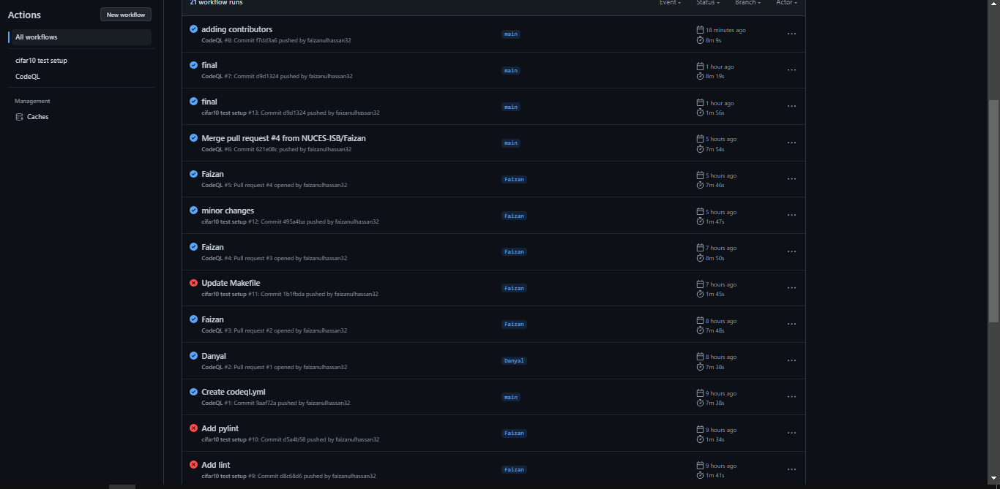 Actions
New workflow
All workflows
cifar10 test setup
CodeQL
Management
Caches
21 workflow runs
Event
Status
Branch
Actor
adding contributors
CodeQL #8: Commit f7dd3a6 pushed by faizanulhassan32
main
18 minutes ago
8m 9s
final
CodeQL #7: Commit d9d1324 pushed by faizanulhassan32
main
1 hour ago
8m 19s
final
cifar10 test setup #13: Commit d9d1324 pushed by faizanulhassan32
main
1 hour ago
1m 56s
Merge pull request #4 from NUCES-ISB/Faizan
CodeQL #6: Commit 621e08c pushed by faizanulhassan32
main
5 hours ago
7m 54s
Faizan
CodeQL #5: Pull request #4 opened by faizanulhassan32
Faizan
5 hours ago
7m 46s
minor changes
cifar10 test setup #12: Commit 495a4ba pushed by faizanulhassan32
Faizan
5 hours ago
1m 47s
Faizan
CodeQL #4: Pull request #3 opened by faizanulhassan32
Faizan
7 hours ago
8m 50s
Update Makefile
cifar10 test setup #11: Commit 1b1fbda pushed by faizanulhassan32
Faizan
7 hours ago
1m 45s
Faizan
CodeQL #3: Pull request #2 opened by faizanulhassan32
Faizan
8 hours ago
7m 48s
Danyal
CodeQL #2: Pull request #1 opened by faizanulhassan32
Danyal
8 hours ago
7m 38s
Create codeql.yml
CodeQL #1: Commit 9aaf72a pushed by faizanulhassan32
main
9 hours ago
7m 38s
Add pylint
cifar10 test setup #10: Commit d5a4b58 pushed by faizanulhassan32
Faizan
9 hours ago
1m 34s
Add lint
cifar10 test setup #9: Commit d8c68d6 pushed by faizanulhassan32
Faizan
9 hours ago
1m 41s